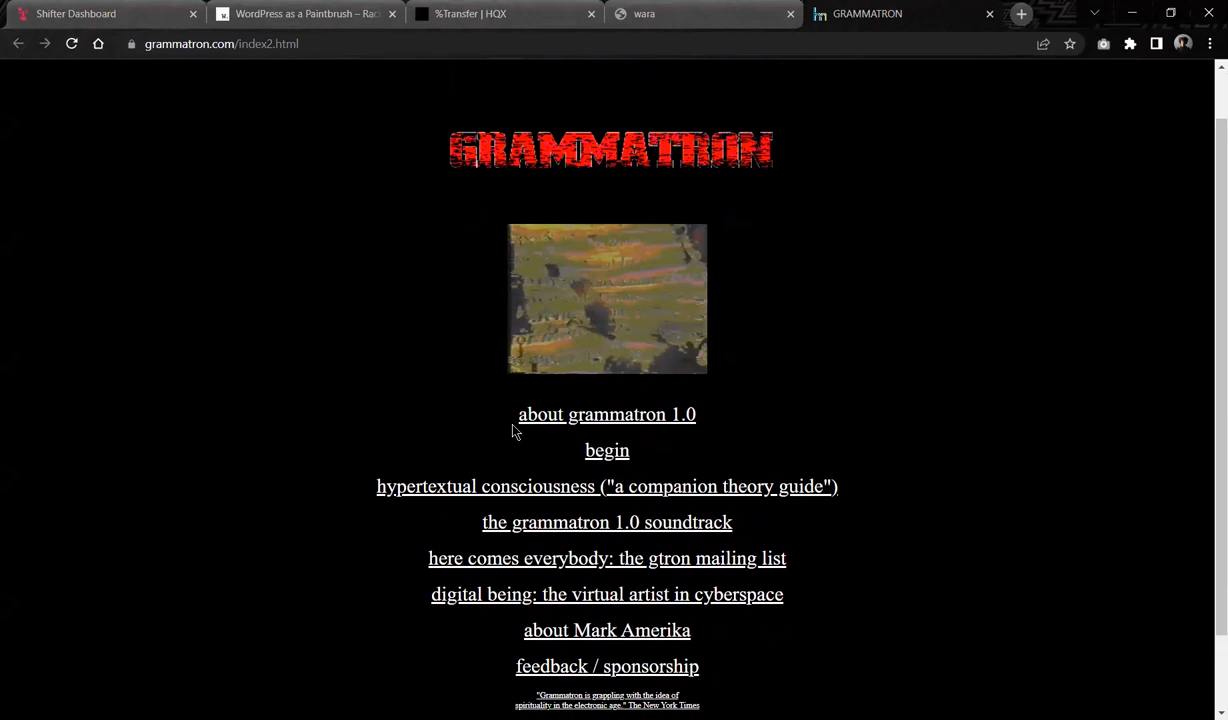 Shifter Dashboard
WordPress as a Paintbrush – Rac
%Transfer | HQX
wara
GRAMMATRON
grammatron.com/index2.html
GRAMMATRON
about grammatron 1.0
begin
hypertextual consciousness ("a companion theory guide")
the grammatron 1.0 soundtrack
here comes everybody: the gtron mailing list
digital being: the virtual artist in cyberspace
about Mark Amerika
feedback / sponsorship
"Grammatron is grappling with the idea of
spirituality in the electronic age." The New York Times